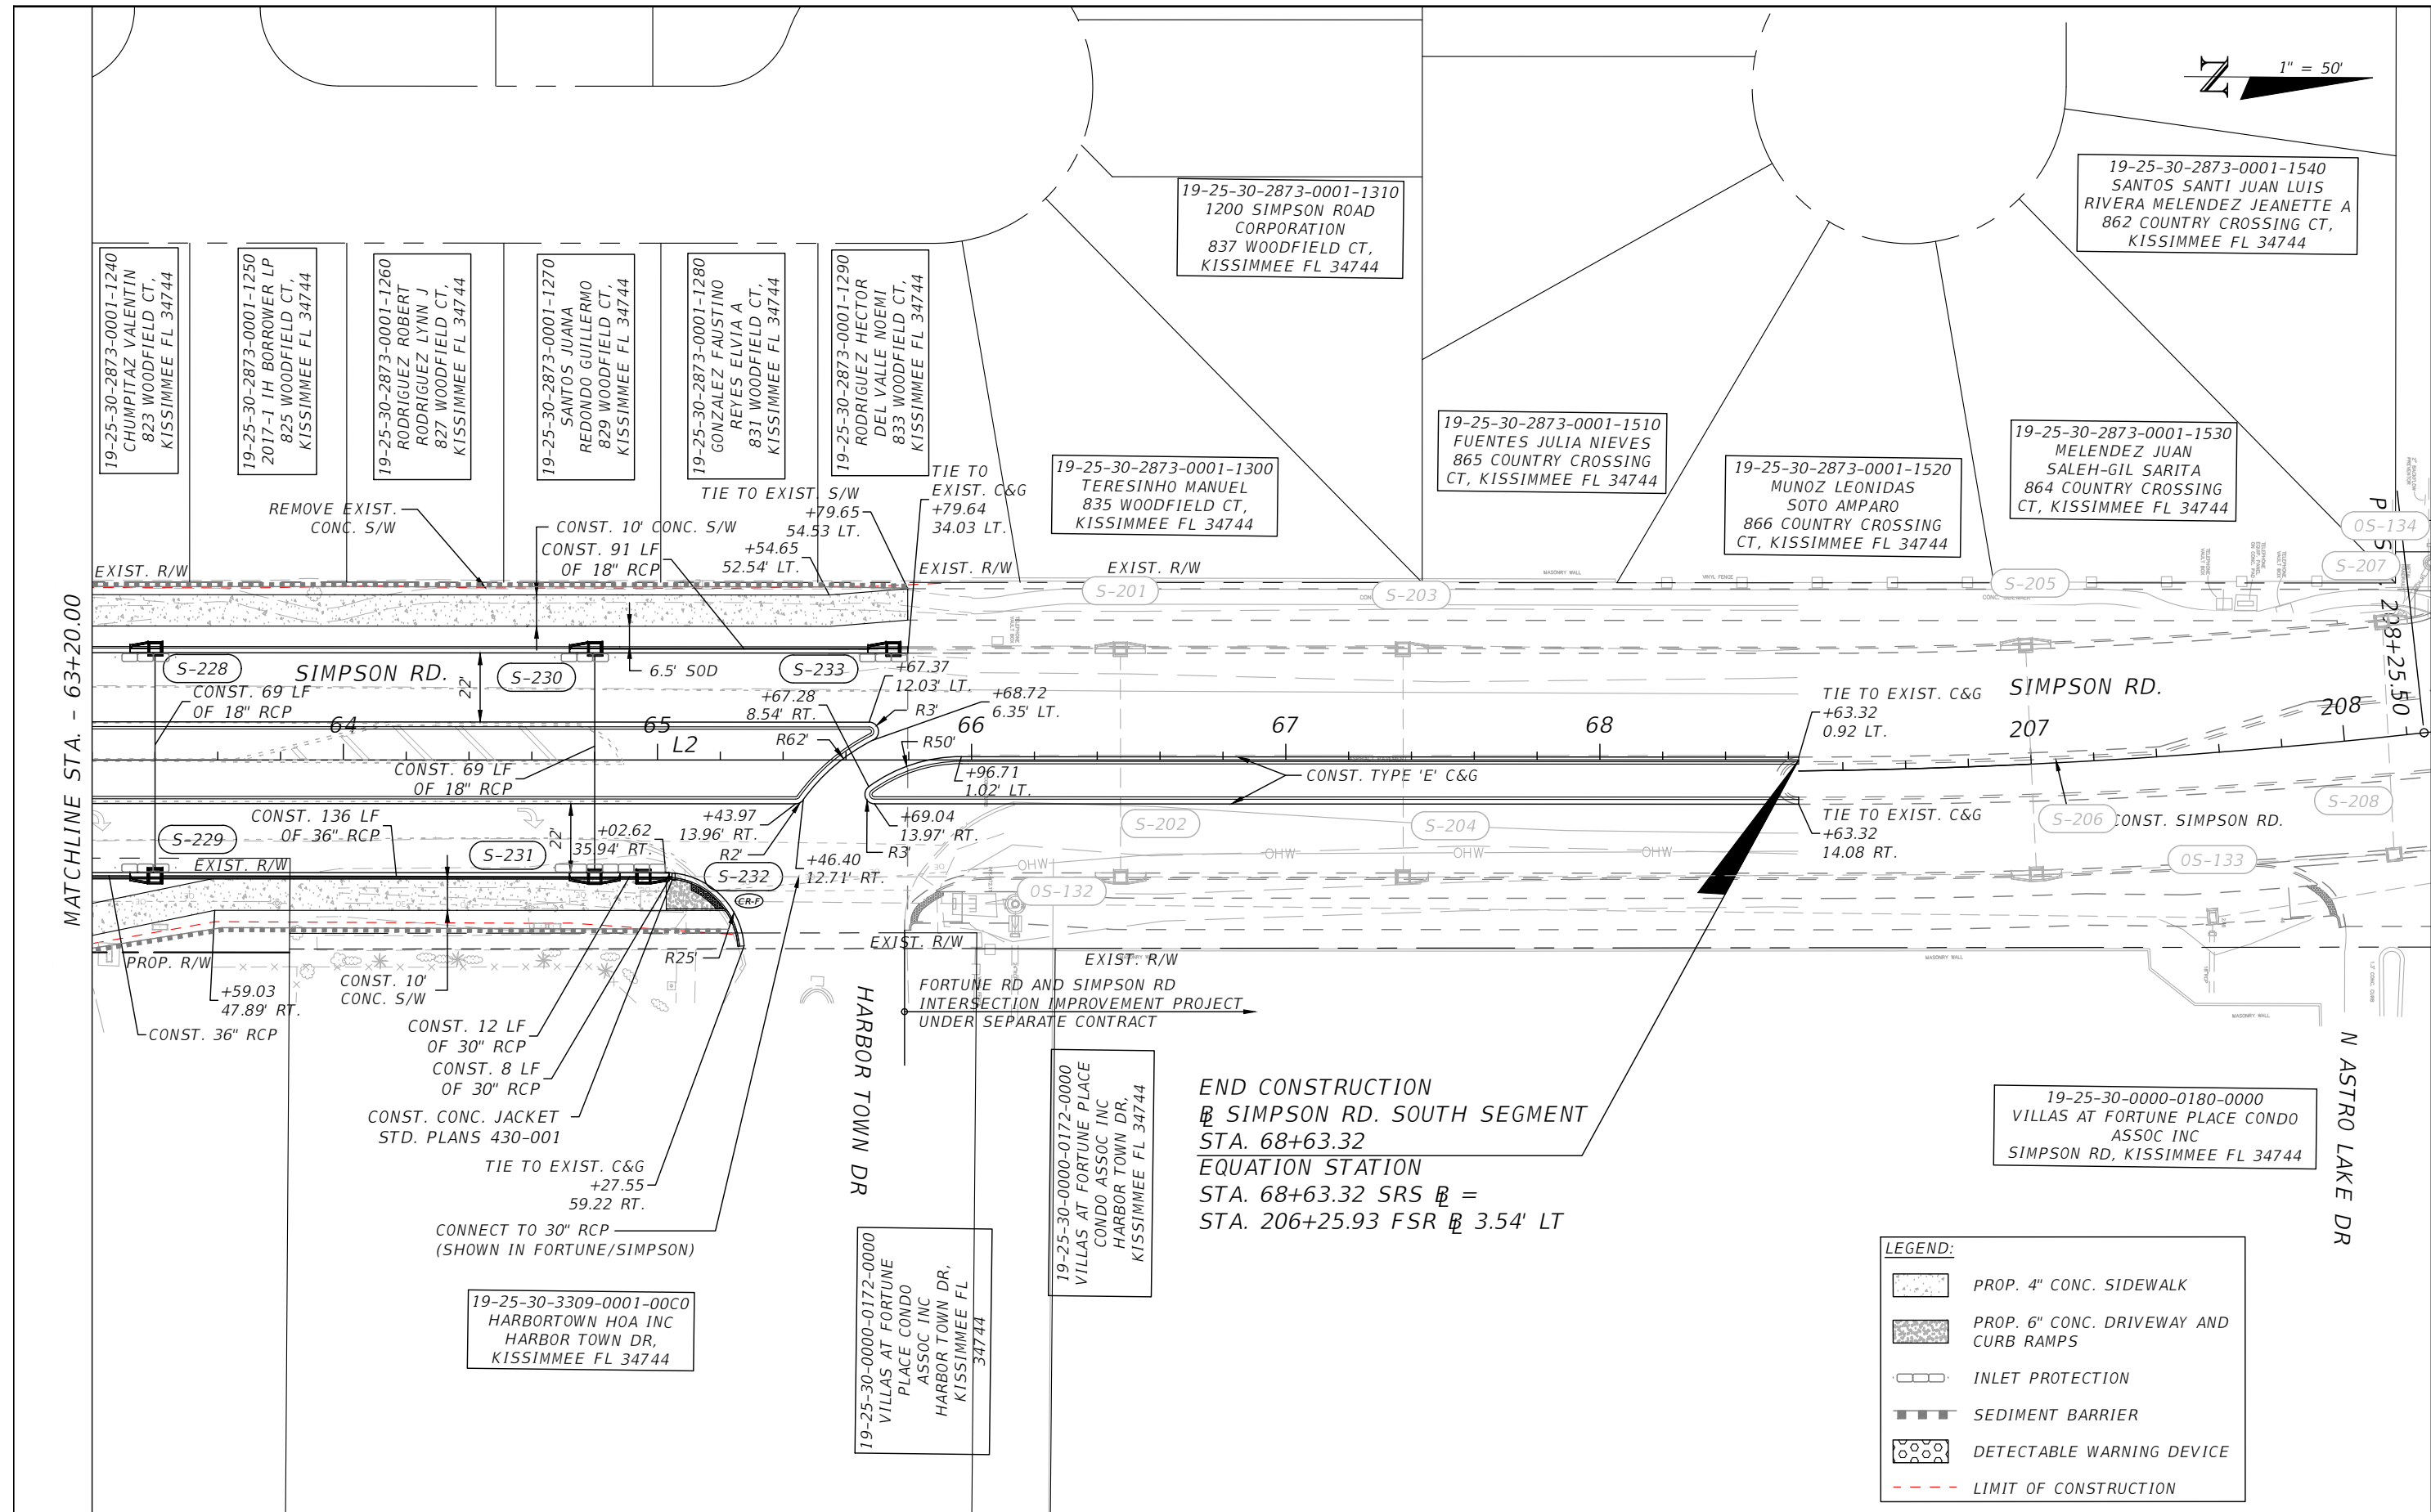 N
1" = 50'
19-25-30-2873-0001-1310
1200 SIMPSON ROAD
CORPORATION
837 WOODFIELD CT,
KISSIMMEE FL 34744
19-25-30-2873-0001-1540
SANTOS SANTI JUAN LUIS
RIVERA MELENDEZ JEANETTE A
862 COUNTRY CROSSING CT,
KISSIMMEE FL 34744
19-25-30-2873-0001-1240
CHUMPITAZ VALENTIN
823 WOODFIELD CT,
KISSIMMEE FL 34744
19-25-30-2873-0001-1250
2017-1 IH BORROWER LP
825 WOODFIELD CT,
KISSIMMEE FL 34744
19-25-30-2873-0001-1260
RODRIGUEZ ROBERT
RODRIGUEZ LYNN J
827 WOODFIELD CT,
KISSIMMEE FL 34744
19-25-30-2873-0001-1270
SANTOS JUANA
REDONDO GUILLERMO
829 WOODFIELD CT,
KISSIMMEE FL 34744
19-25-30-2873-0001-1280
GONZALEZ FAUSTINO
REYES ELVIA A
831 WOODFIELD CT,
KISSIMMEE FL 34744
19-25-30-2873-0001-1290
RODRIGUEZ HECTOR
DEL VALLE NOEMI
833 WOODFIELD CT,
KISSIMMEE FL 34744
19-25-30-2873-0001-1300
TERESINHO MANUEL
835 WOODFIELD CT,
KISSIMMEE FL 34744
19-25-30-2873-0001-1510
FUENTES JULIA NIEVES
865 COUNTRY CROSSING
CT, KISSIMMEE FL 34744
19-25-30-2873-0001-1520
MUNOZ LEONIDAS
SOTO AMPARO
866 COUNTRY CROSSING
CT, KISSIMMEE FL 34744
19-25-30-2873-0001-1530
MELENDEZ JUAN
SALEH-GIL SARITA
864 COUNTRY CROSSING
CT, KISSIMMEE FL 34744
REMOVE EXIST.
CONC. S/W
CONST. 10' CONC. S/W
CONST. 91 LF
OF 18" RCP
TIE TO EXIST. S/W
+79.65
54.53 LT.
+54.65
52.54' LT.
TIE TO
EXIST. C&G
+79.64
34.03 LT.
EXIST. R/W
EXIST. R/W
EXIST. R/W
MASONRY WALL
VINYL FENCE
S-201
S-203
S-205
S-207
0S-134
208+25.50
MATCHLINE STA. - 63+20.00
S-228
SIMPSON RD.
S-230
6.5' SOD
S-233
22'
CONST. 69 LF
OF 18" RCP
+67.37
12.03' LT.
+67.28
8.54' RT.
R3'
+68.72
6.35' LT.
TIE TO EXIST. C&G
+63.32
0.92 LT.
SIMPSON RD.
64
65
66
67
68
207
208
L2
R62'
R50'
CONST. 69 LF
OF 18" RCP
+96.71
1.02' LT.
CONST. TYPE 'E' C&G
CONST. 136 LF
OF 36" RCP
S-229
S-231
22'
+02.62
35.94' RT.
+43.97
13.96' RT.
R2'
+69.04
13.97' RT.
R3'
+46.40
12.71' RT.
S-202
S-204
TIE TO EXIST. C&G
+63.32
14.08 RT.
S-206
CONST. SIMPSON RD.
S-208
0S-133
OHW
OHW
OHW
EXIST. R/W
S-232
CR-F
0S-132
EXIST. R/W
EXIST. R/W
MASONRY WALL
MASONRY WALL
MASONRY WALL
PROP. R/W
R25'
+59.03
47.89' RT.
CONST. 10'
CONC. S/W
CONST. 36" RCP
CONST. 12 LF
OF 30" RCP
CONST. 8 LF
OF 30" RCP
CONST. CONC. JACKET
STD. PLANS 430-001
TIE TO EXIST. C&G
+27.55
59.22 RT.
CONNECT TO 30" RCP
(SHOWN IN FORTUNE/SIMPSON)
HARBOR TOWN DR
FORTUNE RD AND SIMPSON RD
INTERSECTION IMPROVEMENT PROJECT
UNDER SEPARATE CONTRACT
19-25-30-3309-0001-00C0
HARBORTOWN HOA INC
HARBOR TOWN DR,
KISSIMMEE FL 34744
19-25-30-0000-0172-0000
VILLAS AT FORTUNE
PLACE CONDO
ASSOC INC
HARBOR TOWN DR,
KISSIMMEE FL
34744
19-25-30-0000-0172-0000
VILLAS AT FORTUNE PLACE
CONDO ASSOC INC
HARBOR TOWN DR,
KISSIMMEE FL 34744
END CONSTRUCTION
BL SIMPSON RD. SOUTH SEGMENT
STA. 68+63.32
EQUATION STATION
STA. 68+63.32 SRS BL =
STA. 206+25.93 FSR BL 3.54' LT
19-25-30-0000-0180-0000
VILLAS AT FORTUNE PLACE CONDO
ASSOC INC
SIMPSON RD, KISSIMMEE FL 34744
N ASTRO LAKE DR
LEGEND:
PROP. 4" CONC. SIDEWALK
PROP. 6" CONC. DRIVEWAY AND
CURB RAMPS
INLET PROTECTION
SEDIMENT BARRIER
DETECTABLE WARNING DEVICE
LIMIT OF CONSTRUCTION